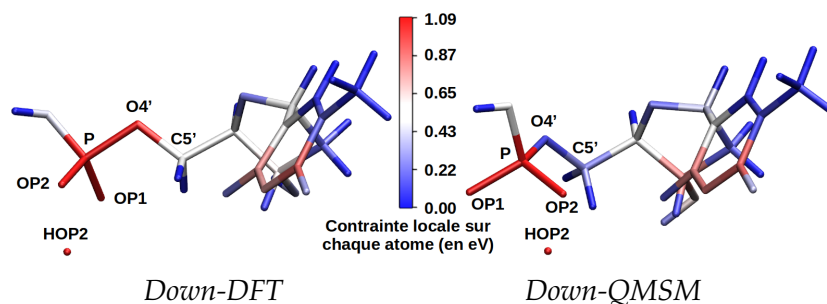 1.09
0.87
0.65
0.43
0.22
0.00
O4'
P
C5'
OP2
OP1
HOP2
Contrainte locale sur
chaque atome (en eV)
O4'
C5'
P
OP1
OP2
HOP2
Down-DFT
Down-QMSM